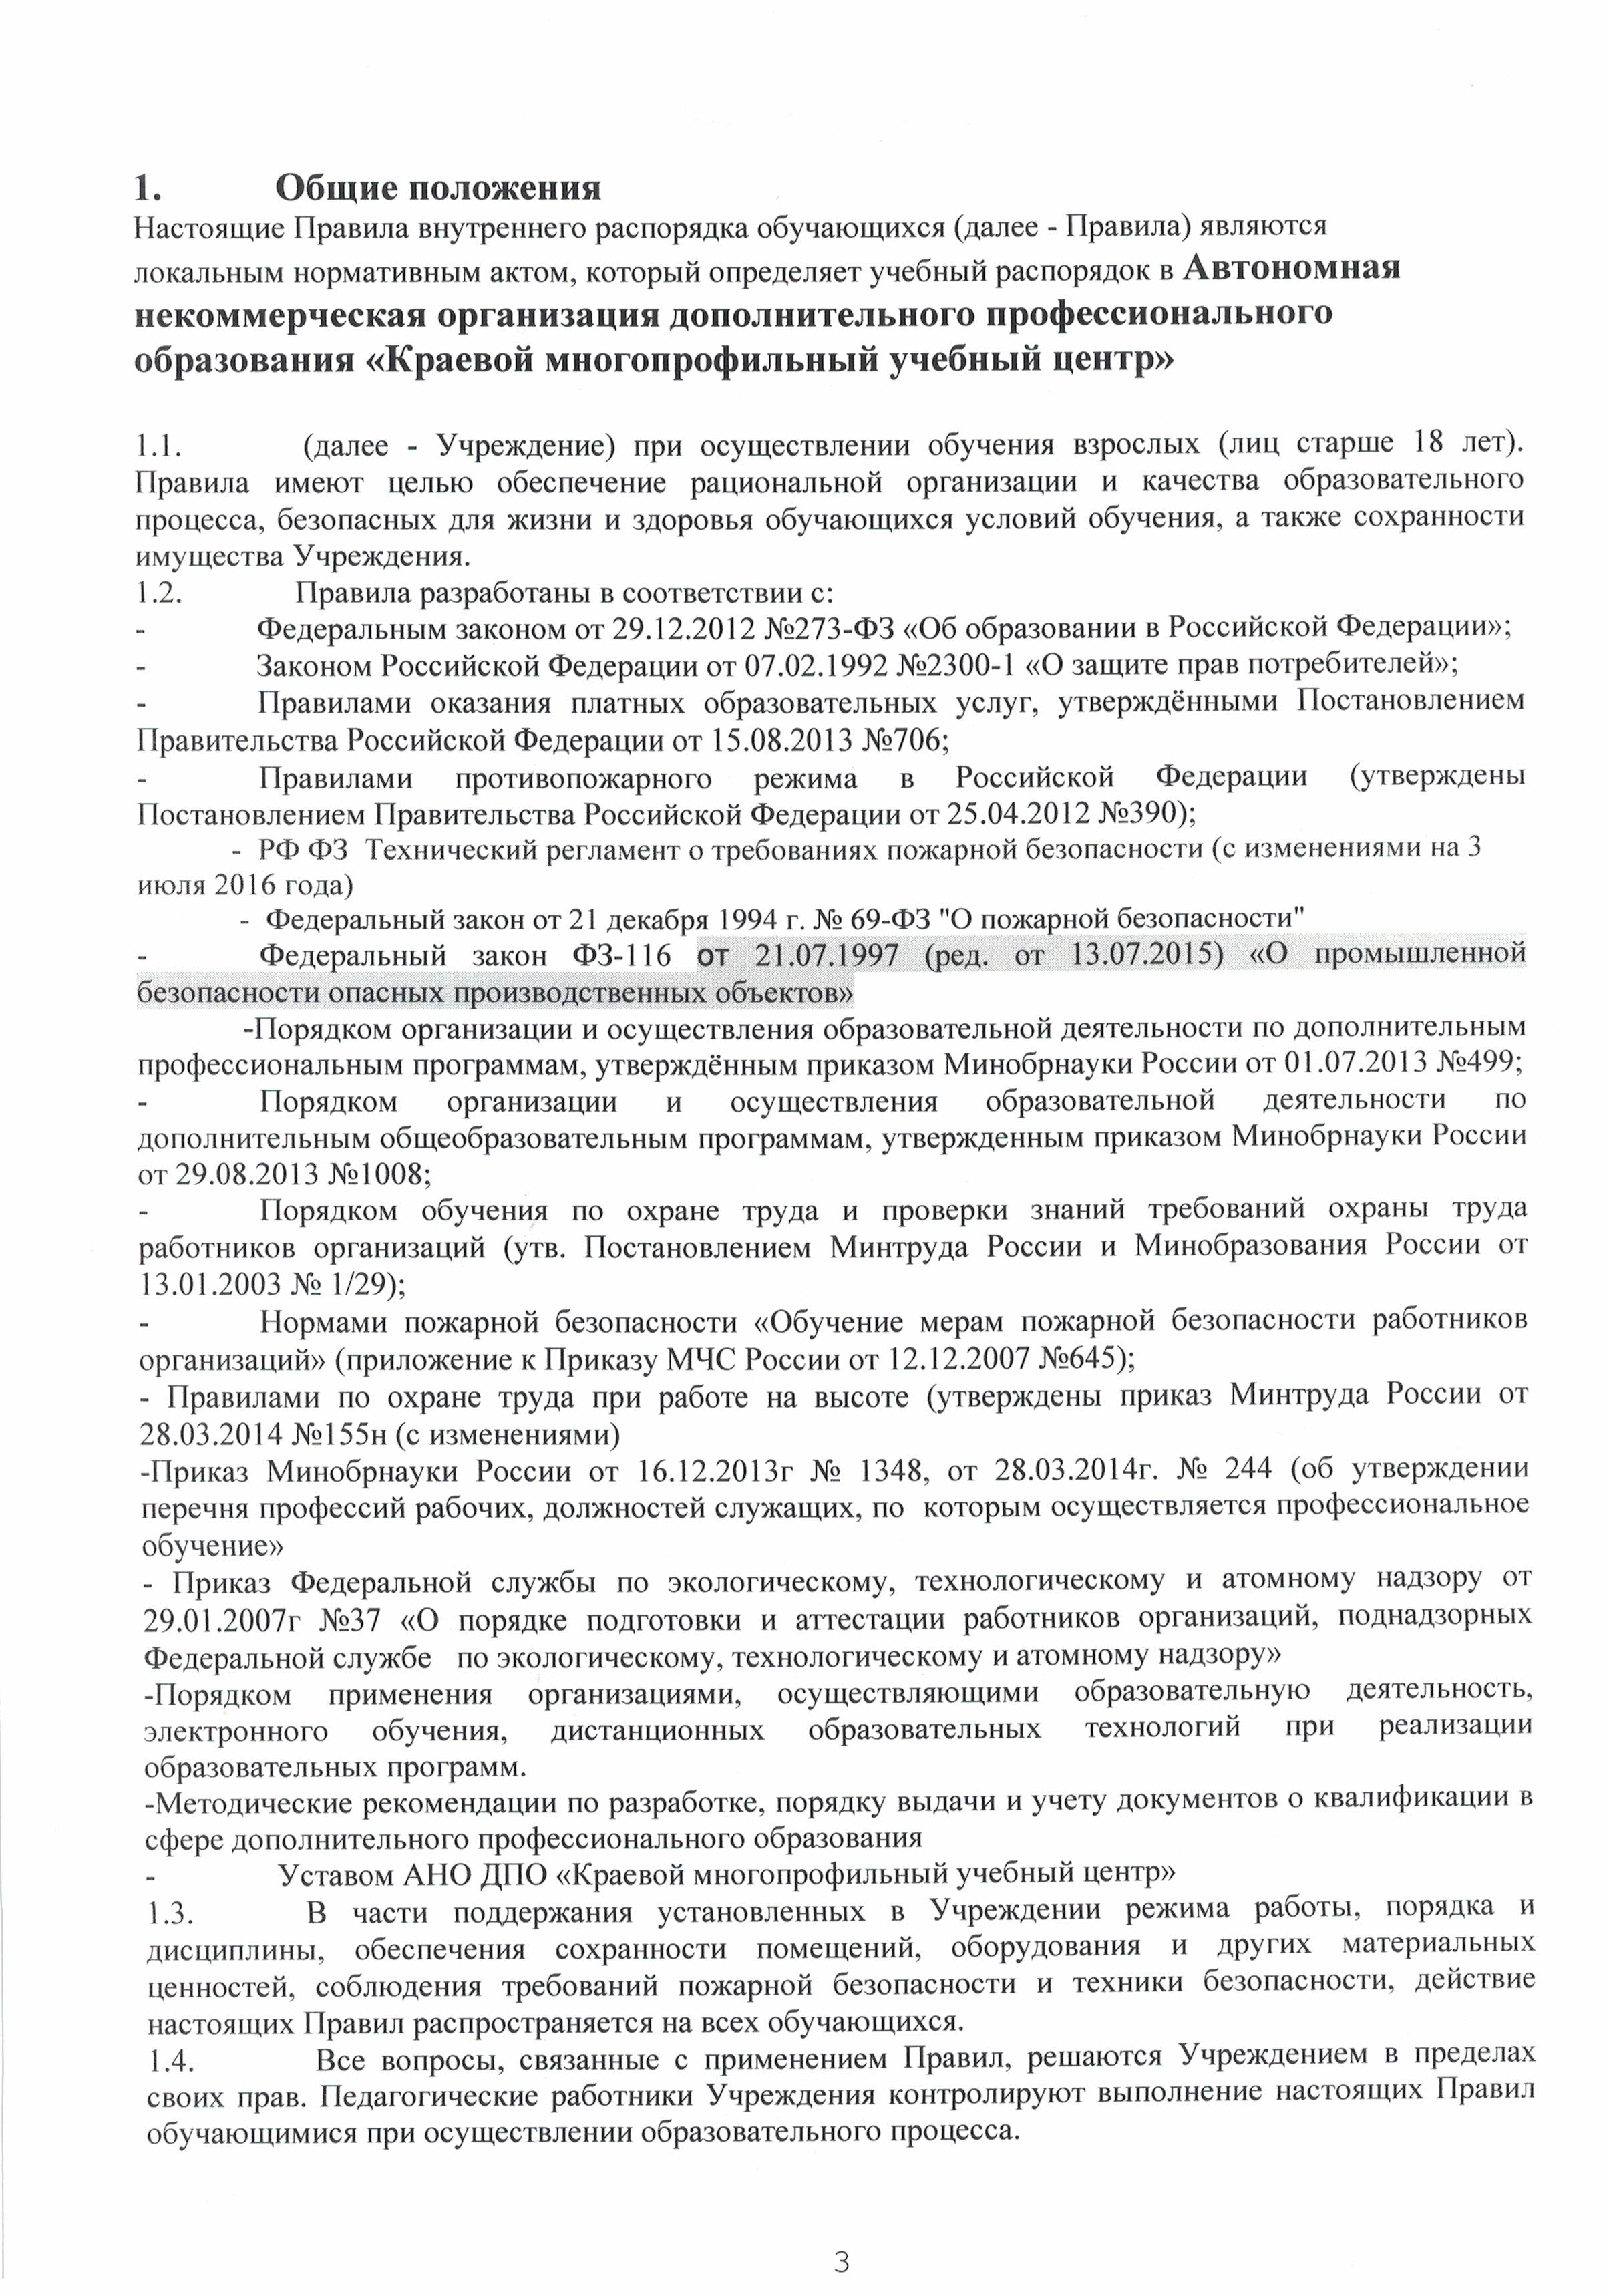 1. Общие положения
Настоящие Правила внутреннего распорядка обучающихся (далее - Правила) являются
локальным нормативным актом, который определяет учебный распорядок в Автономная
некоммерческая организация дополнительного профессионального
образования «Краевой многопрофильный учебный центр»
1.1. (далее - Учреждение) при осуществлении обучения взрослых (лиц старше 18 лет).
Правила имеют целью обеспечение рациональной организации и качества образовательного
процесса, безопасных для жизни и здоровья обучающихся условий обучения, а также сохранности
имущества Учреждения.
1.2. Правила разработаны в соответствии с:
- Федеральным законом от 29.12.2012 №273-ФЗ «Об образовании в Российской Федерации»;
- Законом Российской Федерации от 07.02.1992 №2300-1 «О защите прав потребителей»;
- Правилами оказания платных образовательных услуг, утверждёнными Постановлением
Правительства Российской Федерации от 15.08.2013 №706;
- Правилами противопожарного режима в Российской Федерации (утверждены
Постановлением Правительства Российской Федерации от 25.04.2012 №390);
- РФ ФЗ Технический регламент о требованиях пожарной безопасности (с изменениями на 3
июля 2016 года)
- Федеральный закон от 21 декабря 1994 г. № 69-ФЗ "О пожарной безопасности"
- Федеральный закон ФЗ-116 от 21.07.1997 (ред. от 13.07.2015) «О промышленной
безопасности опасных производственных объектов»
-Порядком организации и осуществления образовательной деятельности по дополнительным
профессиональным программам, утверждённым приказом Минобрнауки России от 01.07.2013 №499;
- Порядком организации и осуществления образовательной деятельности по
дополнительным общеобразовательным программам, утвержденным приказом Минобрнауки России
от 29.08.2013 №1008;
- Порядком обучения по охране труда и проверки знаний требований охраны труда
работников организаций (утв. Постановлением Минтруда России и Минобразования России от
13.01.2003 № 1/29);
- Нормами пожарной безопасности «Обучение мерам пожарной безопасности работников
организаций» (приложение к Приказу МЧС России от 12.12.2007 №645);
- Правилами по охране труда при работе на высоте (утверждены приказ Минтруда России от
28.03.2014 №155н (с изменениями)
-Приказ Минобрнауки России от 16.12.2013г № 1348, от 28.03.2014г. № 244 (об утверждении
перечня профессий рабочих, должностей служащих, по которым осуществляется профессиональное
обучение»
- Приказ Федеральной службы по экологическому, технологическому и атомному надзору от
29.01.2007г №37 «О порядке подготовки и аттестации работников организаций, поднадзорных
Федеральной службе по экологическому, технологическому и атомному надзору»
-Порядком применения организациями, осуществляющими образовательную деятельность,
электронного обучения, дистанционных образовательных технологий при реализации
образовательных программ.
-Методические рекомендации по разработке, порядку выдачи и учету документов о квалификации в
сфере дополнительного профессионального образования
- Уставом АНО ДПО «Краевой многопрофильный учебный центр»
1.3. В части поддержания установленных в Учреждении режима работы, порядка и
дисциплины, обеспечения сохранности помещений, оборудования и других материальных
ценностей, соблюдения требований пожарной безопасности и техники безопасности, действие
настоящих Правил распространяется на всех обучающихся.
1.4. Все вопросы, связанные с применением Правил, решаются Учреждением в пределах
своих прав. Педагогические работники Учреждения контролируют выполнение настоящих Правил
обучающимися при осуществлении образовательного процесса.
3